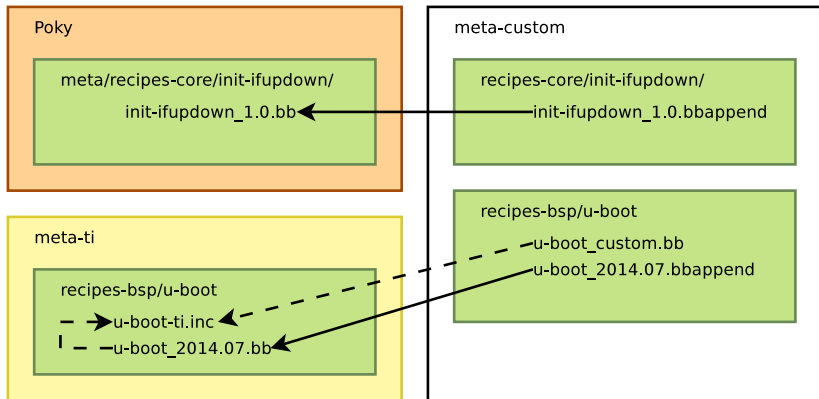 Poky
meta/recipes-core/init-ifupdown/
init-ifupdown_1.0.bb
meta-ti
recipes-bsp/u-boot
u-boot-ti.inc
u-boot_2014.07.bb
meta-custom
recipes-core/init-ifupdown/
init-ifupdown_1.0.bbappend
recipes-bsp/u-boot
u-boot_custom.bb
u-boot_2014.07.bbappend